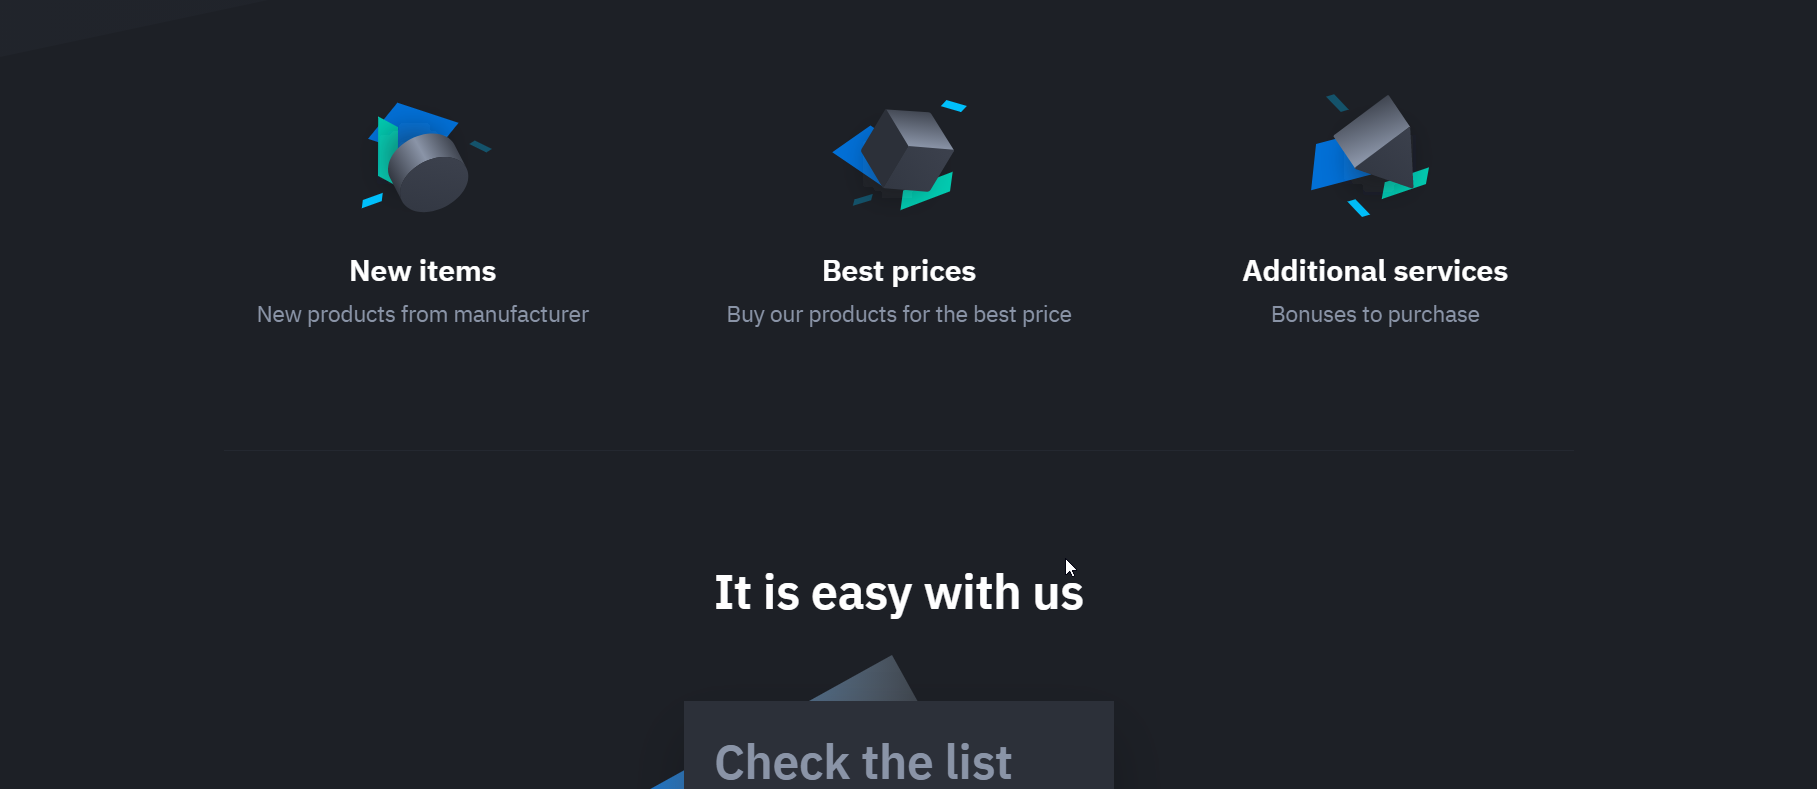 New items
New products from manufacturer
Best prices
Buy our products for the best price
Additional services
Bonuses to purchase
It is easy with us
Check the list